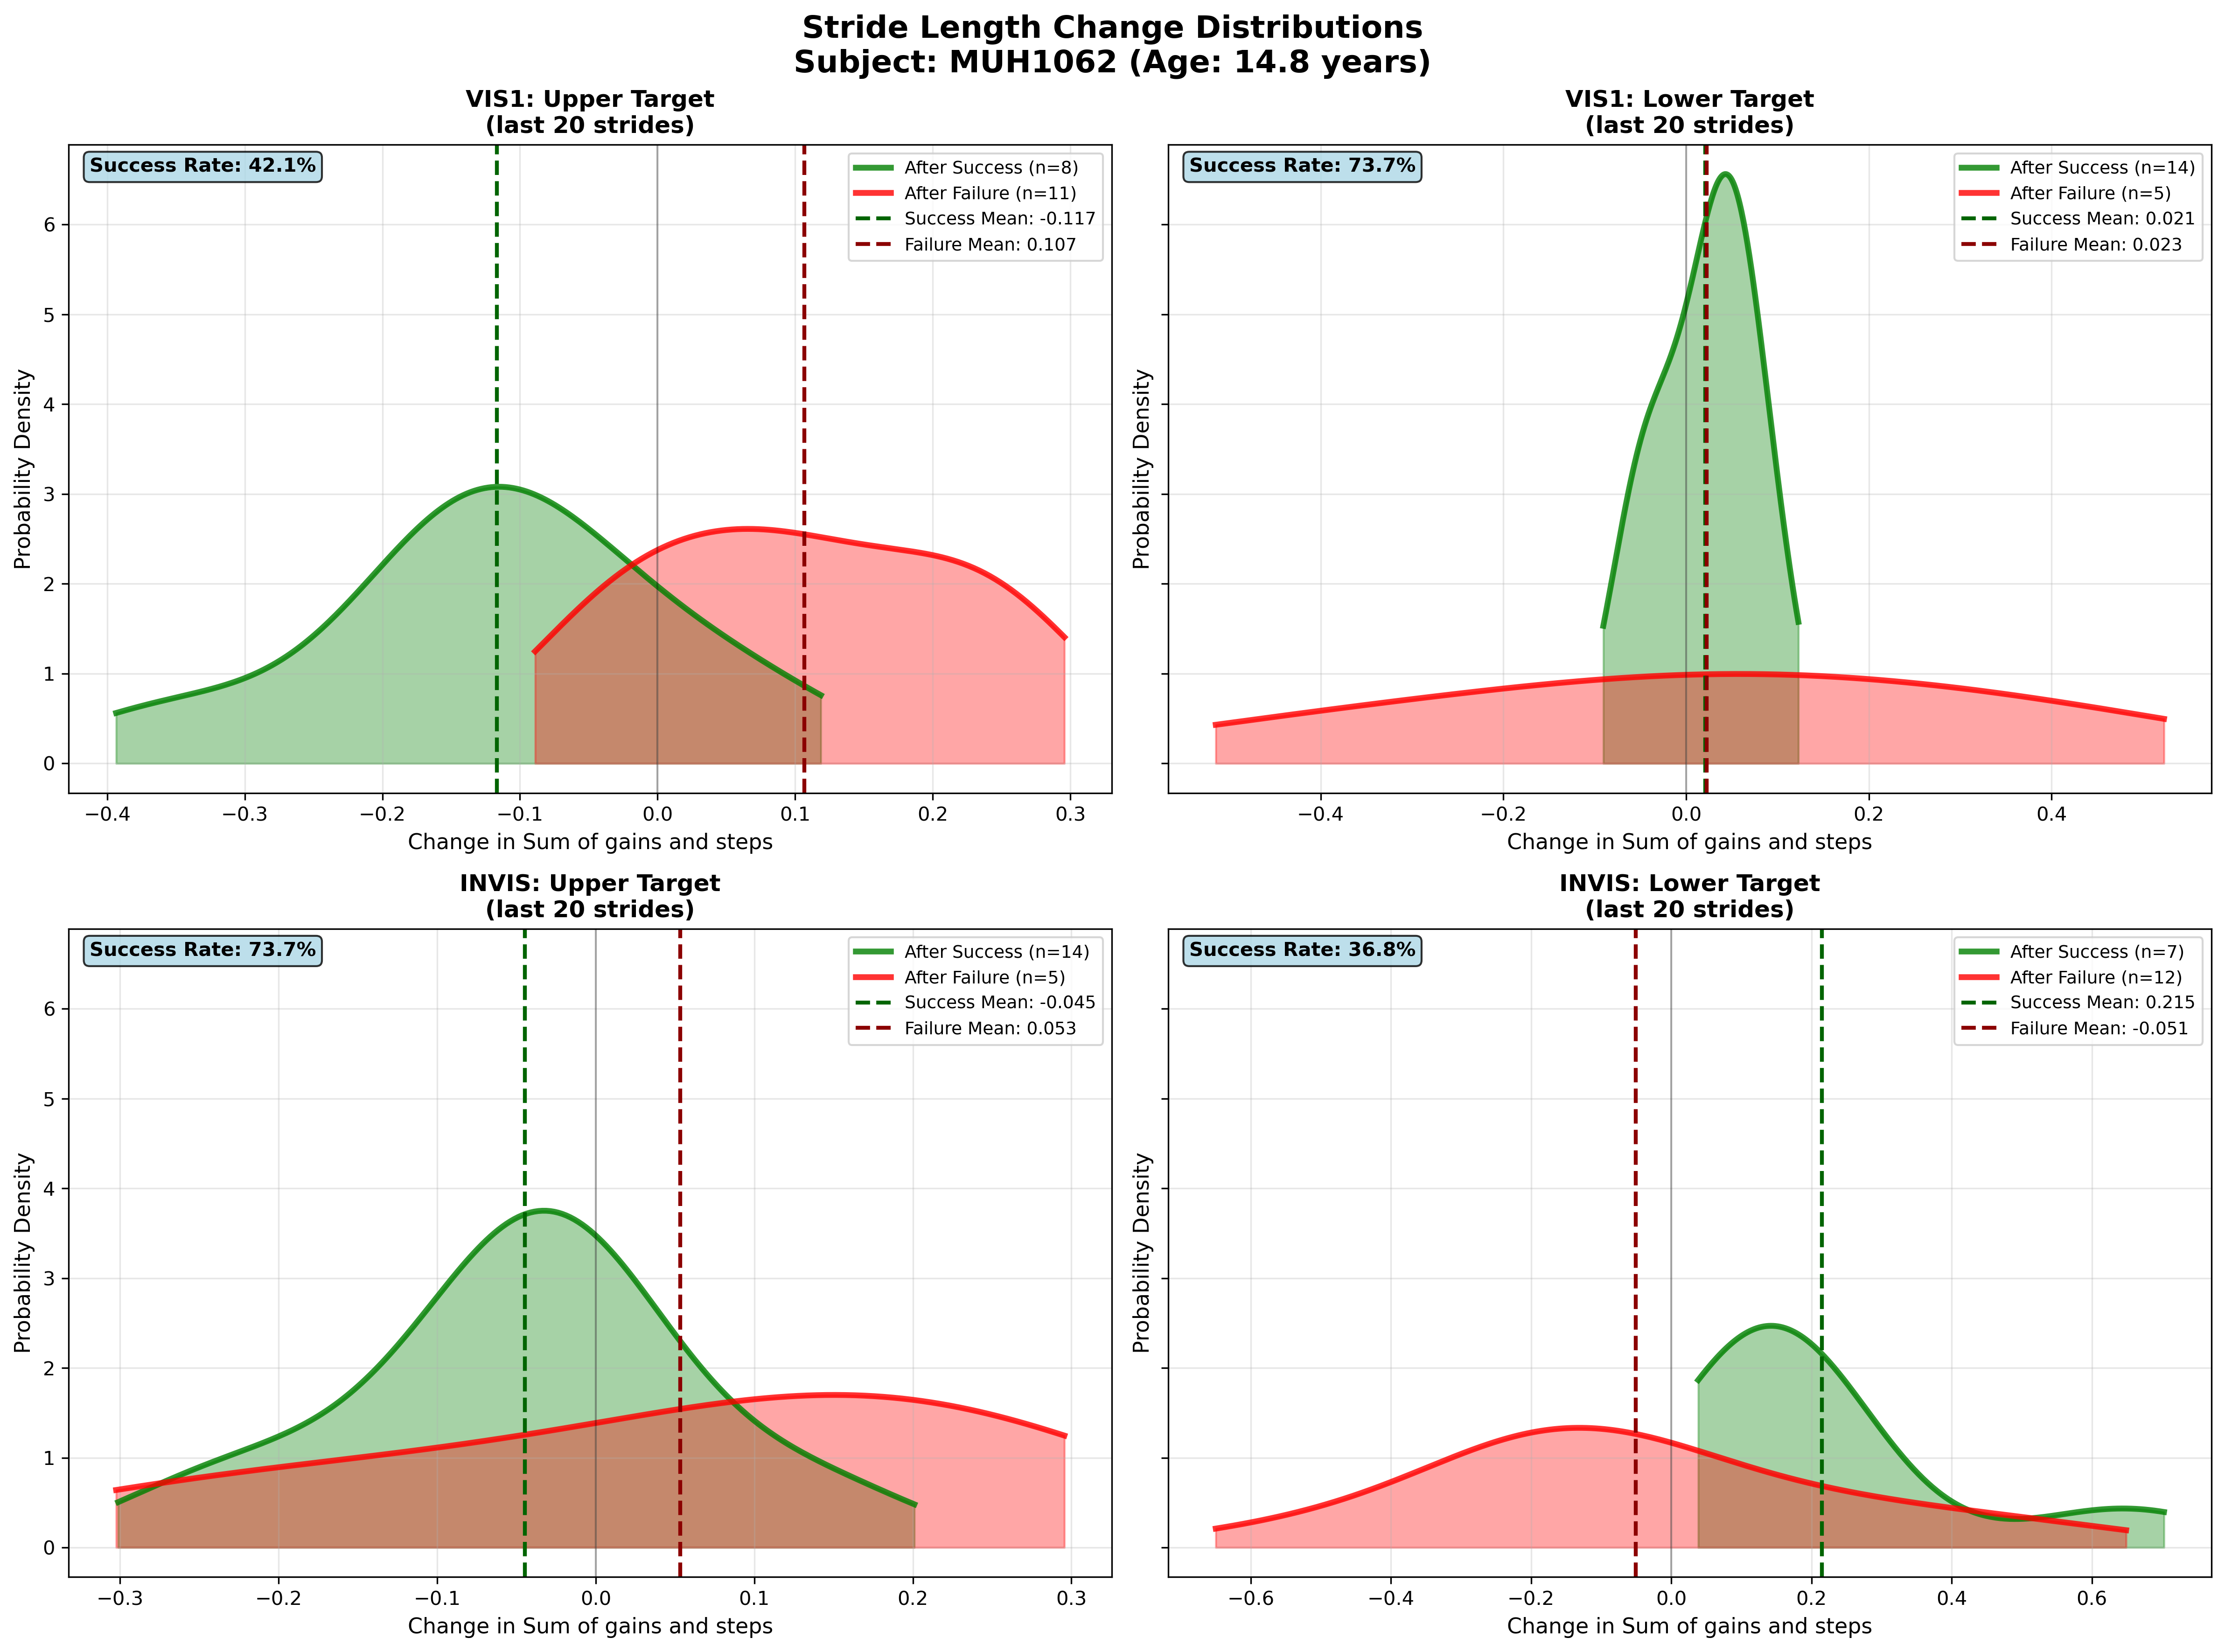 Stride Length Change Distributions
Subject: MUH1062 (Age: 14.8 years)
VIS1: Upper Target
(last 20 strides)
Success Rate: 42.1%
After Success (n=8)
After Failure (n=11)
Success Mean: -0.117
Failure Mean: 0.107
Probability Density
6
5
4
3
2
1
0
−0.4 −0.3 −0.2 −0.1 0.0 0.1 0.2 0.3
Change in Sum of gains and steps
VIS1: Lower Target
(last 20 strides)
Success Rate: 73.7%
After Success (n=14)
After Failure (n=5)
Success Mean: 0.021
Failure Mean: 0.023
Probability Density
−0.4 −0.2 0.0 0.2 0.4
Change in Sum of gains and steps
INVIS: Upper Target
(last 20 strides)
Success Rate: 73.7%
After Success (n=14)
After Failure (n=5)
Success Mean: -0.045
Failure Mean: 0.053
Probability Density
6
5
4
3
2
1
0
−0.3 −0.2 −0.1 0.0 0.1 0.2 0.3
Change in Sum of gains and steps
INVIS: Lower Target
(last 20 strides)
Success Rate: 36.8%
After Success (n=7)
After Failure (n=12)
Success Mean: 0.215
Failure Mean: -0.051
Probability Density
−0.6 −0.4 −0.2 0.0 0.2 0.4 0.6
Change in Sum of gains and steps